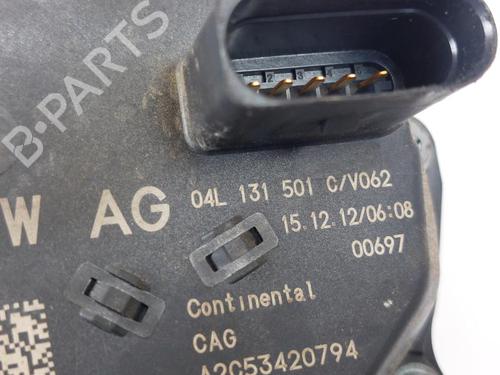 B-PARTS
W AG 04L 131 501 C/V062
15.12.12/06:08
00697
Continental
CAG
A2C53420794